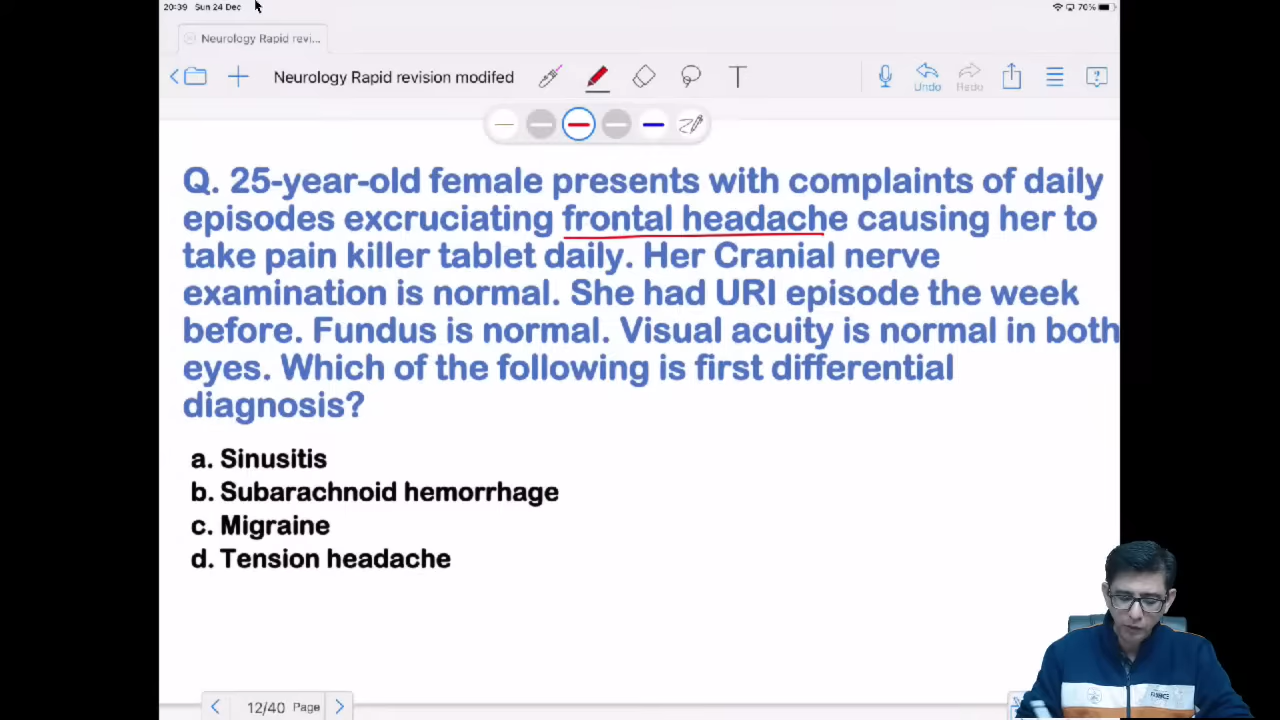 20:39 Sun 24 Dec
70%
Neurology Rapid revi...
Neurology Rapid revision modifed
T
Undo
Redo
Q. 25-year-old female presents with complaints of daily
episodes excruciating frontal headache causing her to
take pain killer tablet daily. Her Cranial nerve
examination is normal. She had URI episode the week
before. Fundus is normal. Visual acuity is normal in both
eyes. Which of the following is first differential
diagnosis?
a. Sinusitis
b. Subarachnoid hemorrhage
c. Migraine
d. Tension headache
12/40 Page